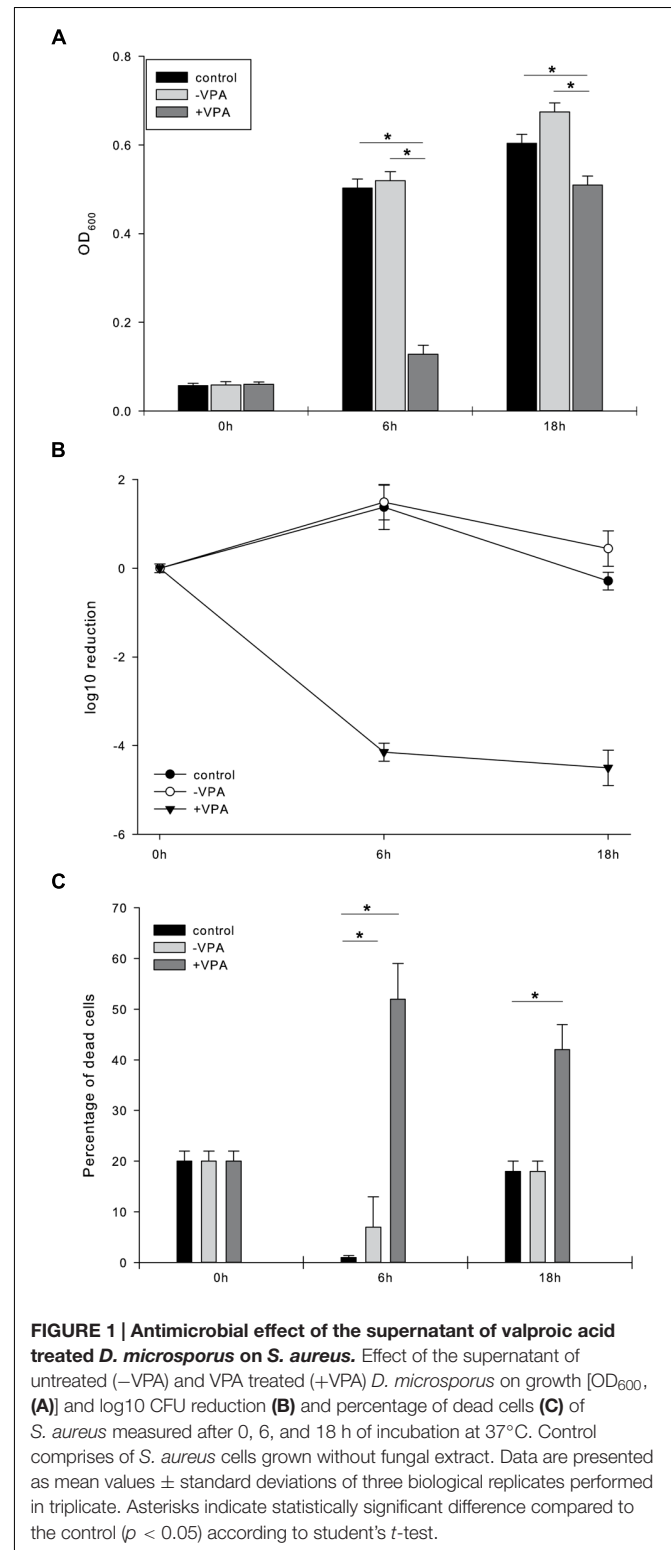 A
0.8
control
-VPA
+VPA
* *
* *
0.6
OD600
0.4
0.2
0.0
0h 6h 18h
B
2
0
log10 reduction
-2
-4
control
-VPA
+VPA
-6
0h 6h 18h
C
70
control
-VPA
+VPA
*
*
60
50
*
Percentage of dead cells
40
30
20
10
0
0h 6h 18h
FIGURE 1 | Antimicrobial effect of the supernatant of valproic acid
treated D. microsporus on S. aureus. Effect of the supernatant of
untreated (−VPA) and VPA treated (+VPA) D. microsporus on growth [OD600,
(A)] and log10 CFU reduction (B) and percentage of dead cells (C) of
S. aureus measured after 0, 6, and 18 h of incubation at 37°C. Control
comprises of S. aureus cells grown without fungal extract. Data are presented
as mean values ± standard deviations of three biological replicates performed
in triplicate. Asterisks indicate statistically significant difference compared to
the control (p < 0.05) according to student's t-test.